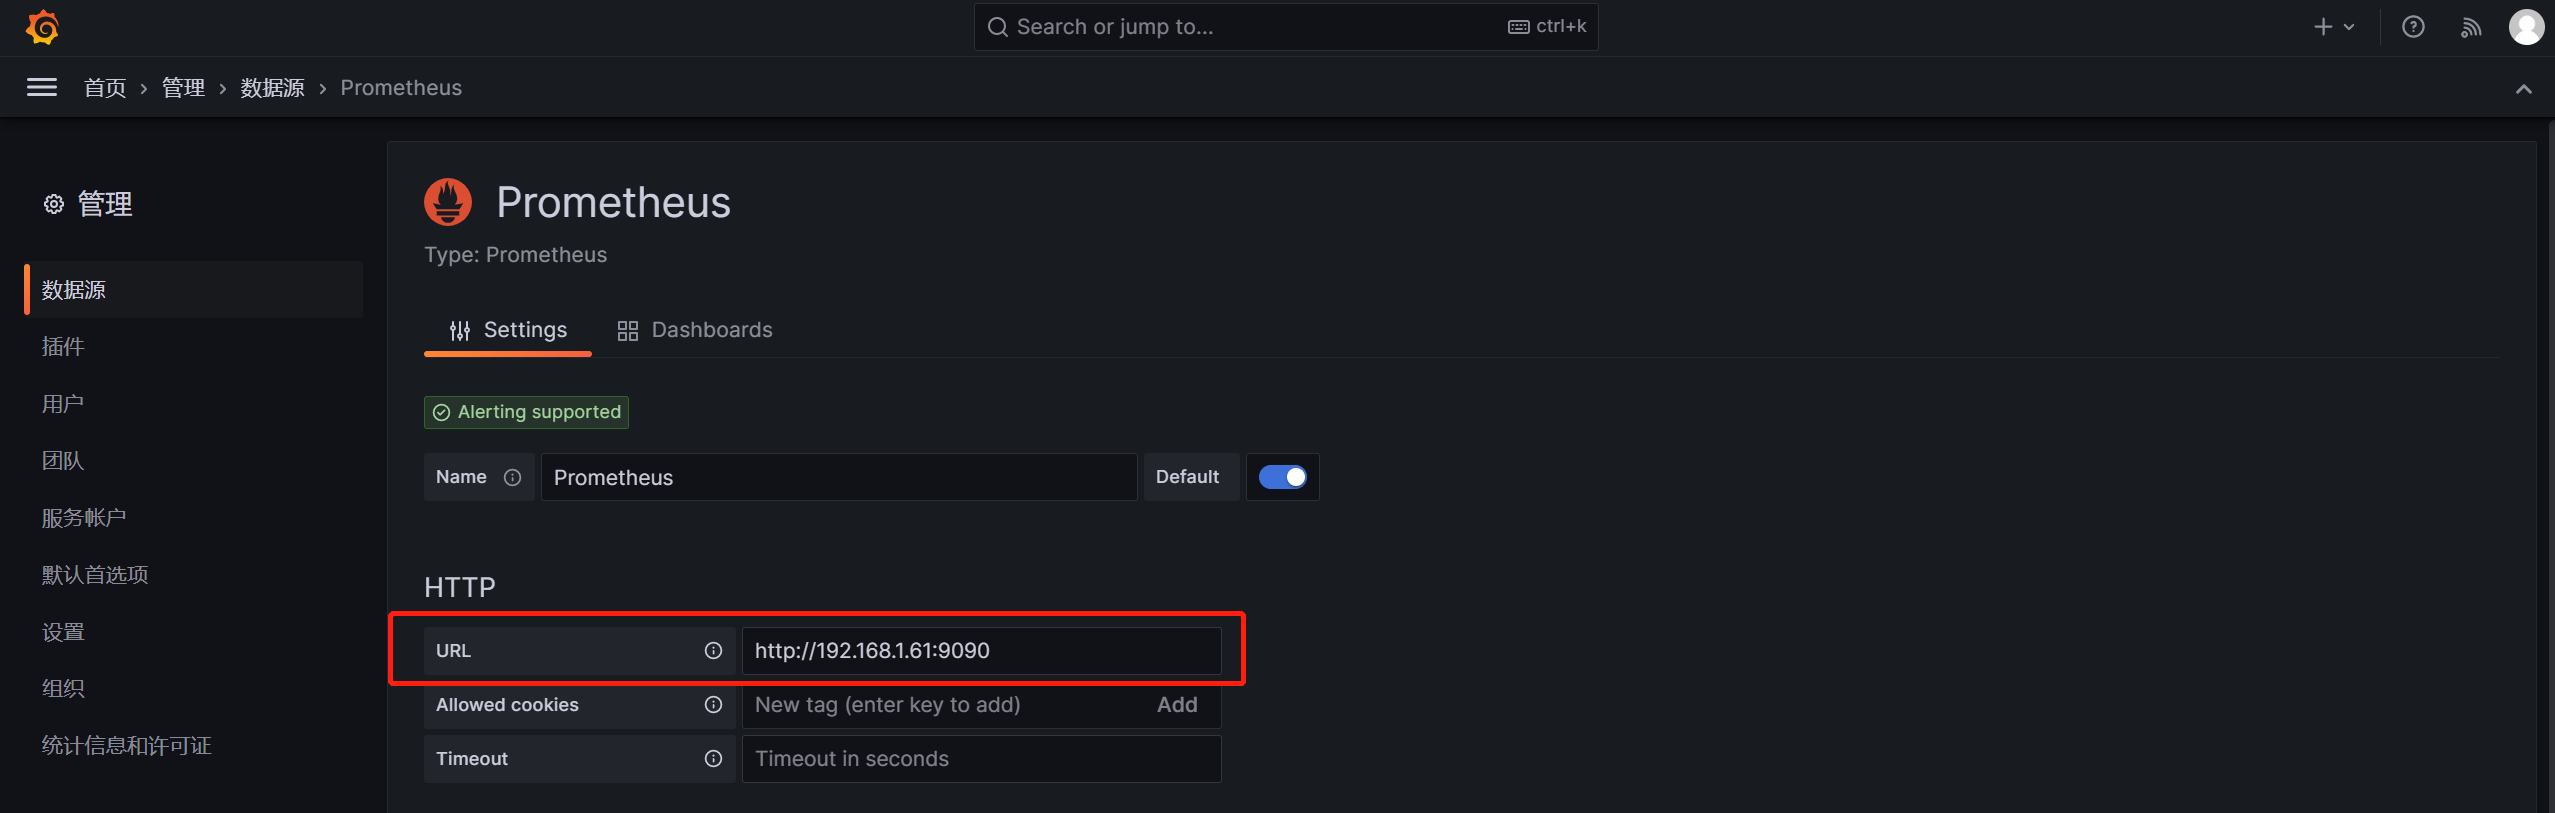 Search or jump to... ctrl+k
首页 › 管理 › 数据源 › Prometheus
管理
数据源
插件
用户
团队
服务帐户
默认首选项
设置
组织
统计信息和许可证
Prometheus
Type: Prometheus
Settings Dashboards
Alerting supported
Name Prometheus Default
HTTP
URL http://192.168.1.61:9090
Allowed cookies New tag (enter key to add) Add
Timeout Timeout in seconds